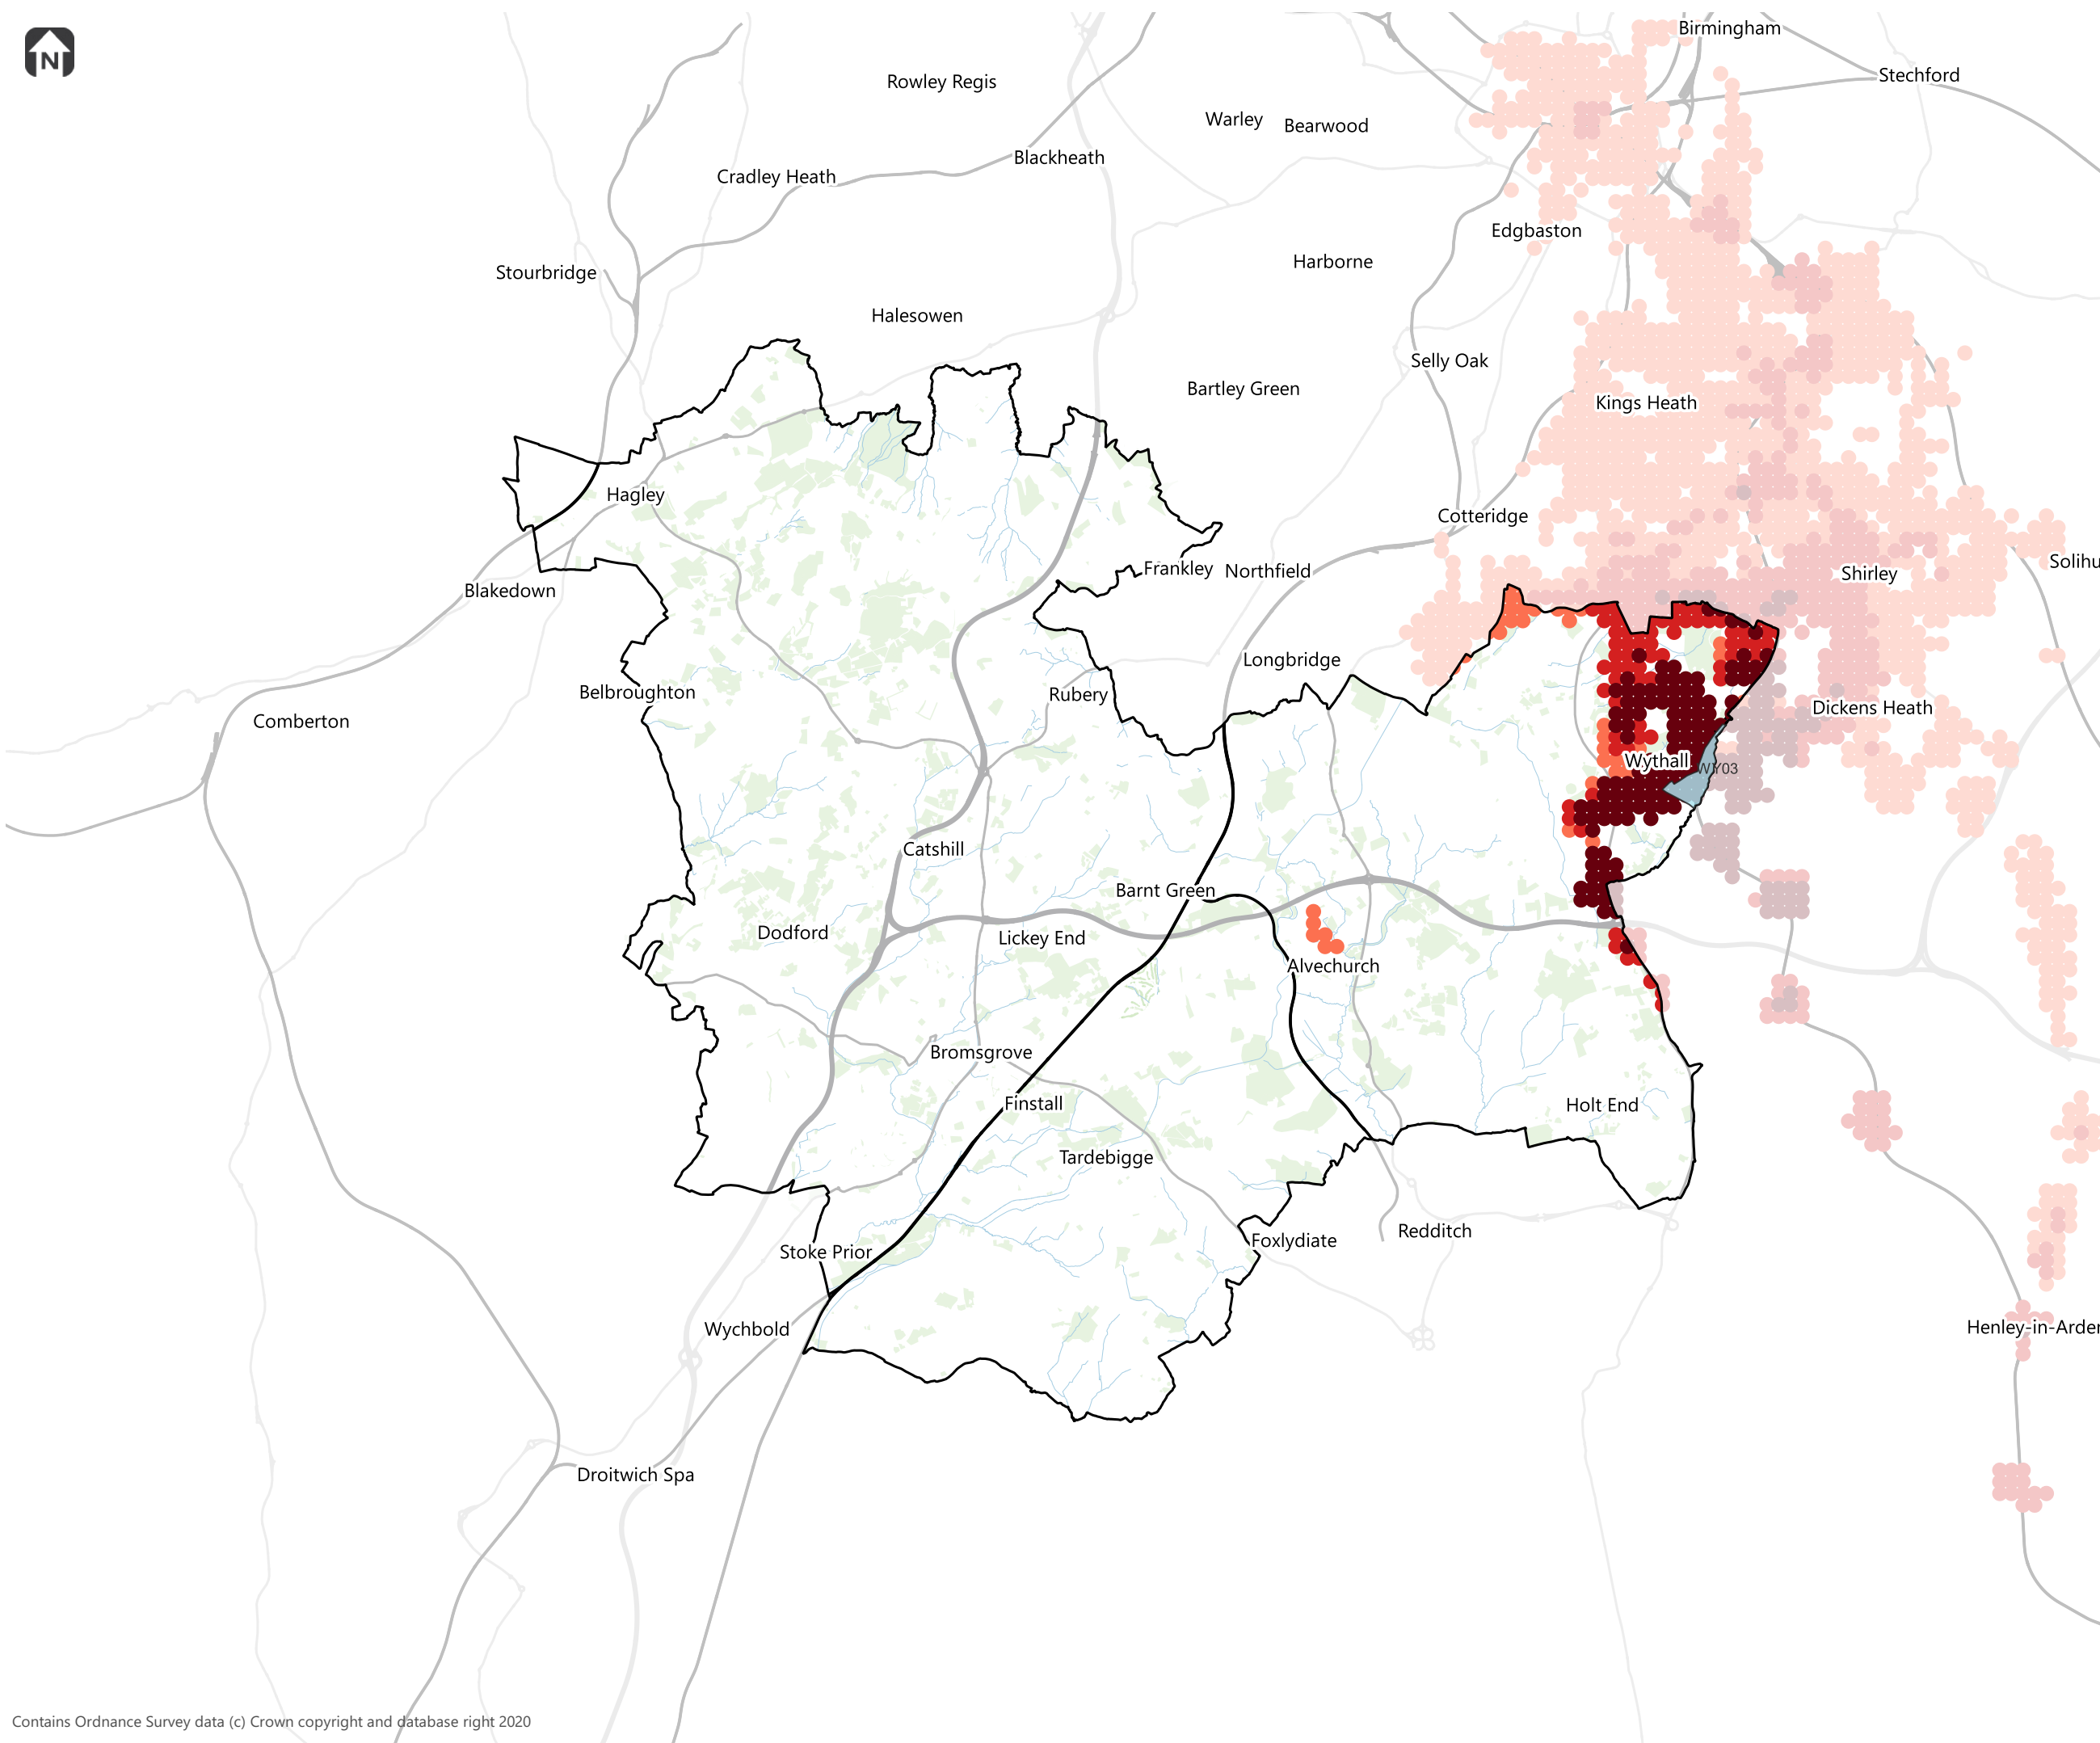 Birmingham
N
Stechford
Rowley Regis
Warley
Bearwood
Blackheath
Cradley Heath
Edgbaston
Harborne
Stourbridge
Halesowen
Selly Oak
Bartley Green
Kings Heath
Hagley
Cotteridge
Solihu
Frankley
Northfield
Shirley
Blakedown
Longbridge
Belbroughton
Rubery
Dickens Heath
Comberton
Wythall
WY03
Catshill
Barnt Green
Dodford
Lickey End
Alvechurch
Bromsgrove
Finstall
Holt End
Tardebigge
Redditch
Foxlydiate
Stoke Prior
Wychbold
Henley-in-Arden
Droitwich Spa
Contains Ordnance Survey data (c) Crown copyright and database right 2020